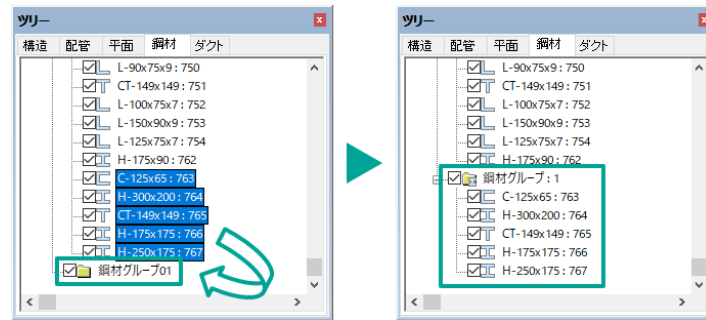 ツリー
構造 配管 平面 鋼材 ダクト
L-90x75x9 : 750
CT-149x149 : 751
L-100x75x7 : 752
L-150x90x9 : 753
L-125x75x7 : 754
H-175x90 : 762
C-125x65 : 763
H-300x200 : 764
CT-149x149 : 765
H-175x175 : 766
H-250x175 : 767
鋼材グループ01
ツリー
構造 配管 平面 鋼材 ダクト
L-90x75x9 : 750
CT-149x149 : 751
L-100x75x7 : 752
L-150x90x9 : 753
L-125x75x7 : 754
H-175x90 : 762
鋼材グループ : 1
C-125x65 : 763
H-300x200 : 764
CT-149x149 : 765
H-175x175 : 766
H-250x175 : 767